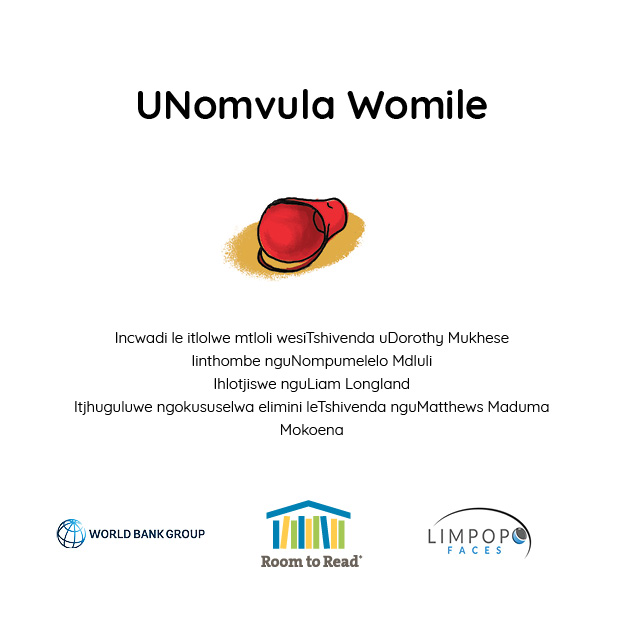 UNomvula Womile
Incwadi le itlolwe mtloli wesiTshivenda uDorothy Mukhese
Iinthombe nguNompumelelo Mdluli
Ihlotjiswe nguLiam Longland
Itjhuguluwe ngokususelwa elimini leTshivenda nguMatthews Maduma
Mokoena
WORLD BANK GROUP
Room to Read®
LIMPOPO
FACES